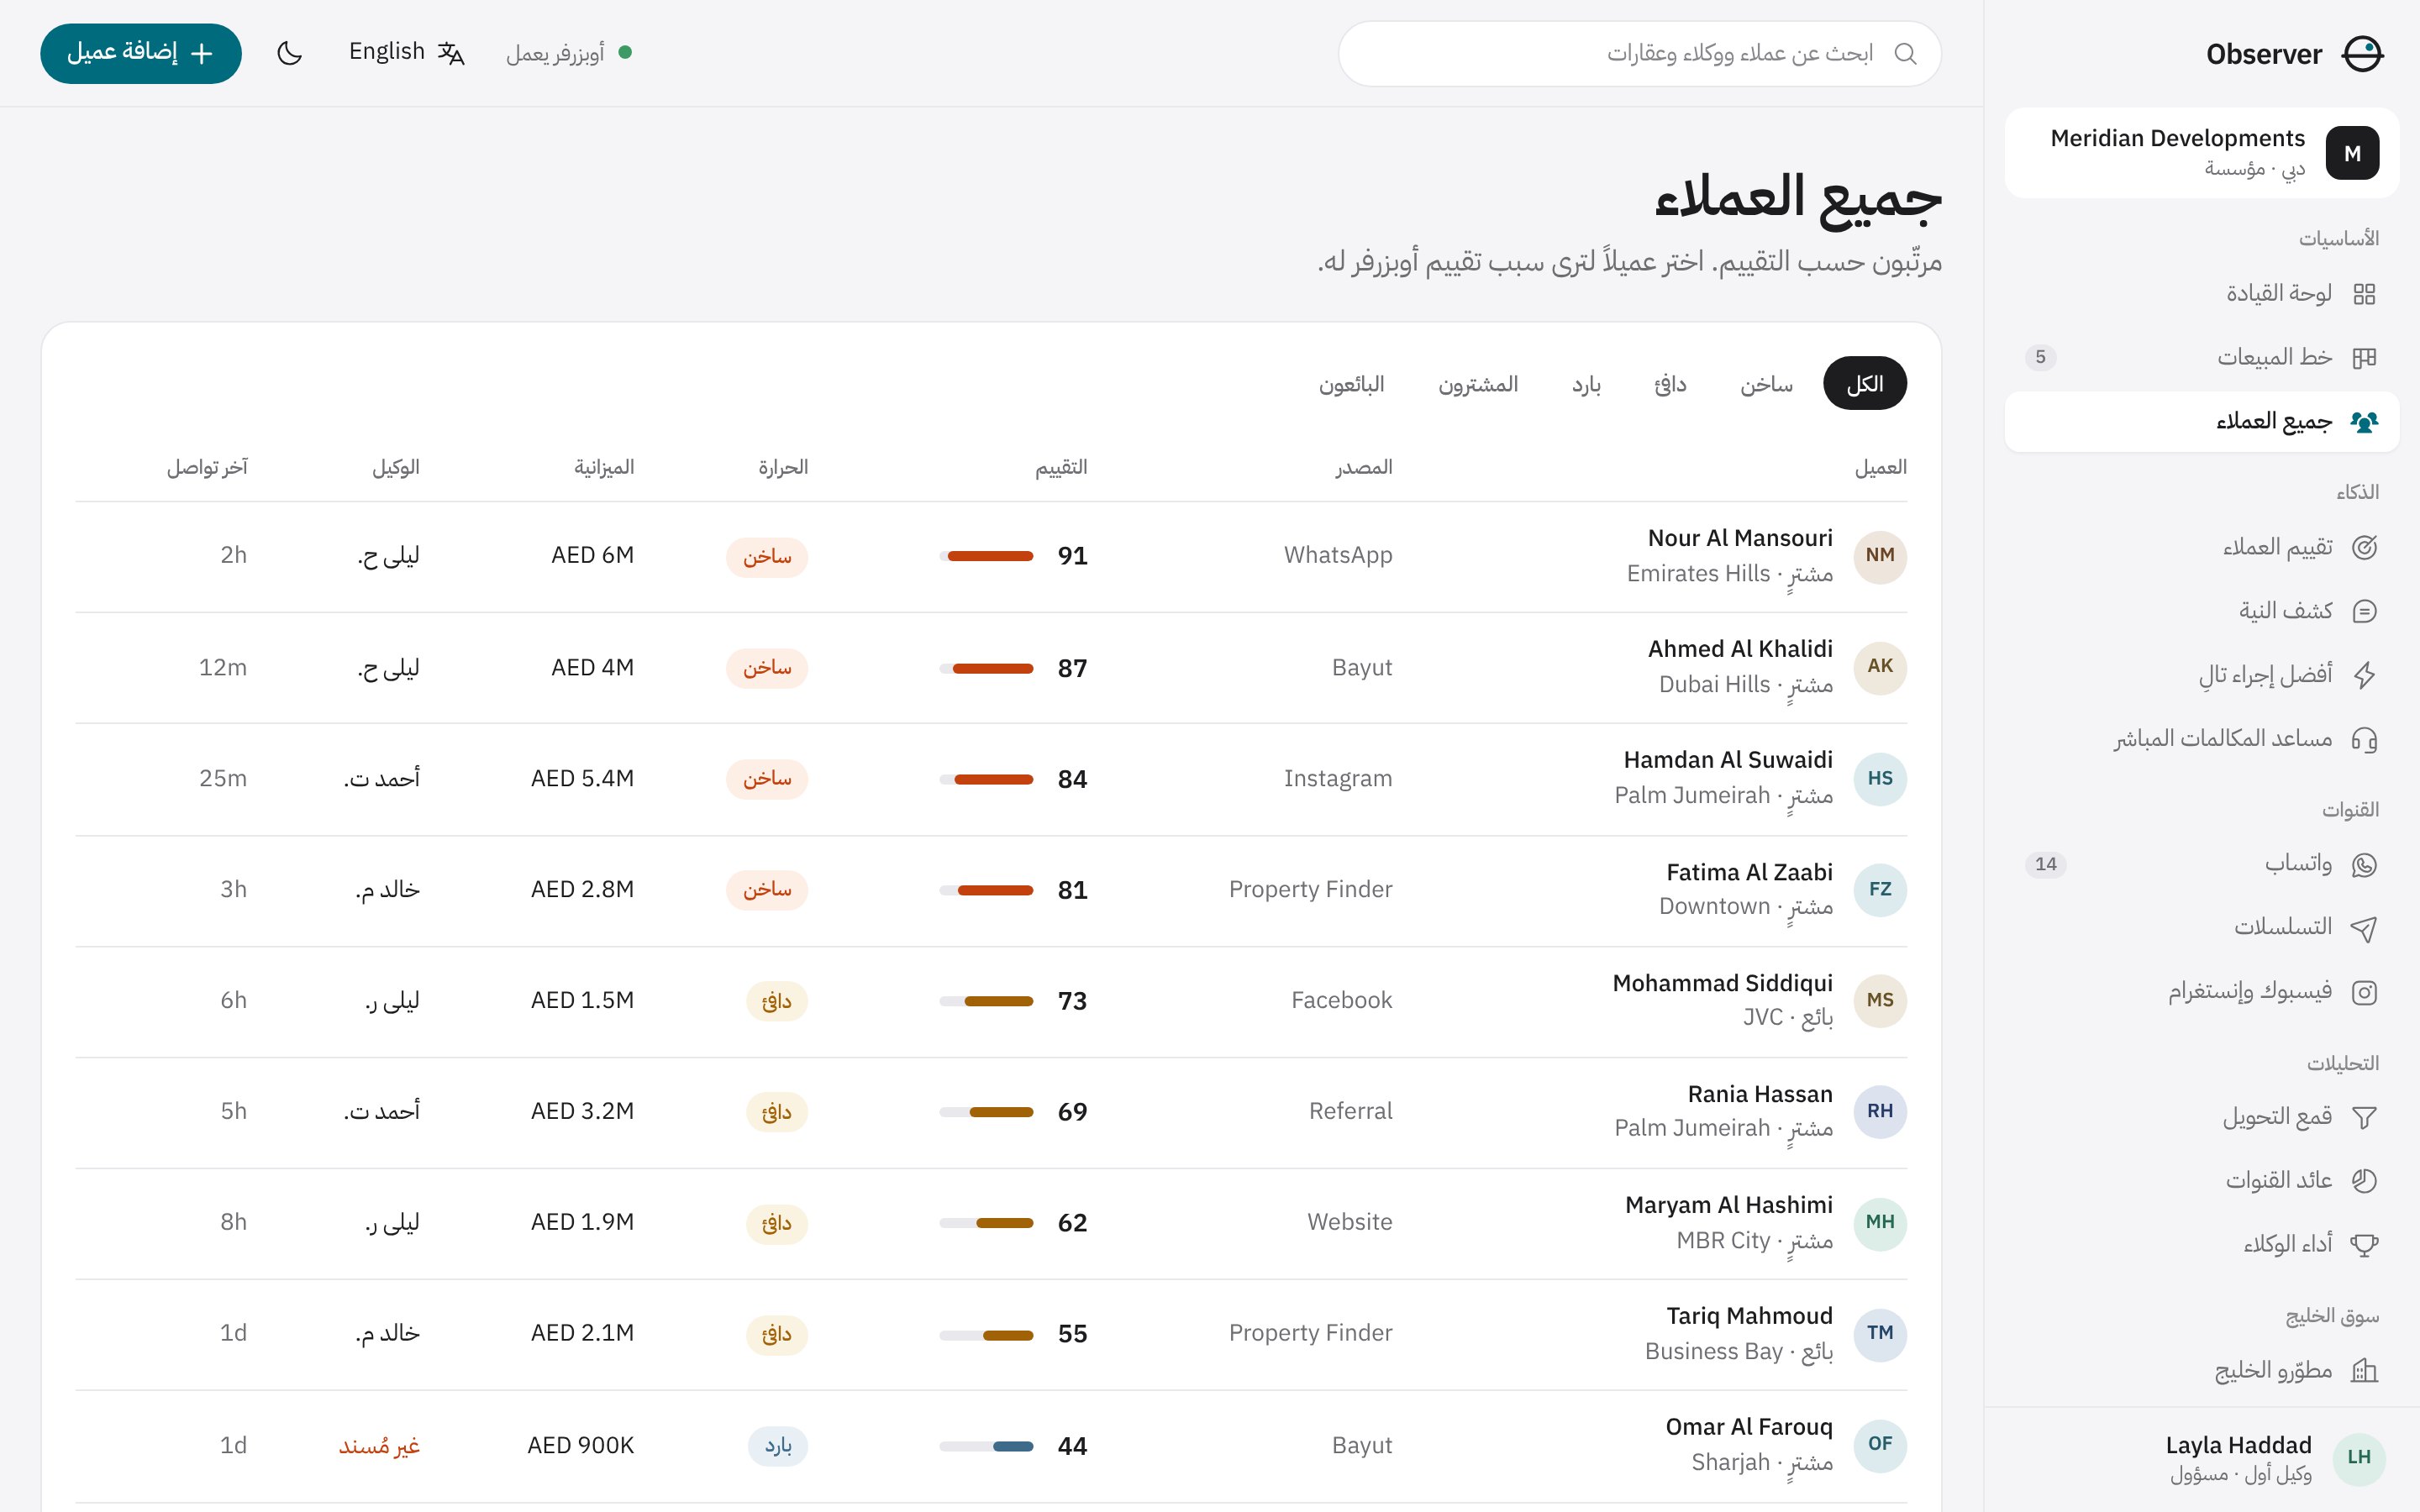 Observer
Meridian Developments
M
دبي · مؤسسة
الأساسيات
لوحة القيادة
خط المبيعات 5
جميع العملاء
الذكاء
تقييم العملاء
كشف النية
أفضل إجراء تالٍ
مساعد المكالمات المباشر
القنوات
واتساب 14
التسلسلات
فيسبوك وإنستغرام
التحليلات
قمع التحويل
عائد القنوات
أداء الوكلاء
سوق الخليج
مطوّرو الخليج
LH
Layla Haddad
وكيل أول · مسؤول
ابحث عن عملاء ووكلاء وعقارات
أوبزرفر يعمل
English
إضافة عميل
جميع العملاء
مرتّبون حسب التقييم. اختر عميلاً لترى سبب تقييم أوبزرفر له.
الكل ساخن دافئ بارد المشترون البائعون
العميل المصدر التقييم الحرارة الميزانية الوكيل آخر تواصل
NM Nour Al Mansouri WhatsApp 91 ساخن AED 6M ليلى ح. 2h
مشترٍ · Emirates Hills
AK Ahmed Al Khalidi Bayut 87 ساخن AED 4M ليلى ح. 12m
مشترٍ · Dubai Hills
HS Hamdan Al Suwaidi Instagram 84 ساخن AED 5.4M أحمد ت. 25m
مشترٍ · Palm Jumeirah
FZ Fatima Al Zaabi Property Finder 81 ساخن AED 2.8M خالد م. 3h
مشترٍ · Downtown
MS Mohammad Siddiqui Facebook 73 دافئ AED 1.5M ليلى ر. 6h
بائع · JVC
RH Rania Hassan Referral 69 دافئ AED 3.2M أحمد ت. 5h
مشترٍ · Palm Jumeirah
MH Maryam Al Hashimi Website 62 دافئ AED 1.9M ليلى ر. 8h
مشترٍ · MBR City
TM Tariq Mahmoud Property Finder 55 دافئ AED 2.1M خالد م. 1d
بائع · Business Bay
OF Omar Al Farouq Bayut 44 بارد AED 900K غير مُسند 1d
مشترٍ · Sharjah